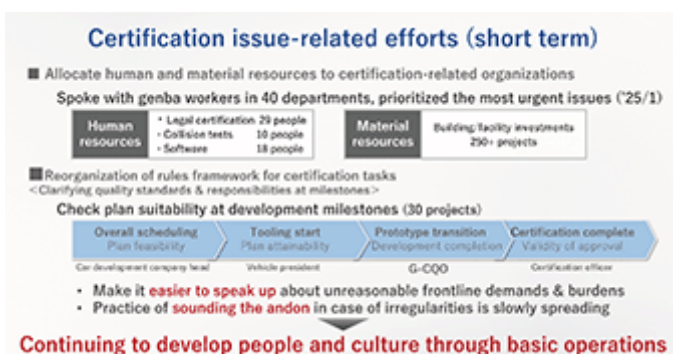 Certification issue-related efforts (short term)
■ Allocate human and material resources to certification-related organizations
Spoke with genba workers in 40 departments, prioritized the most urgent issues ('25/1)
Human resources
・Legal certification 29 people
・Collision tests 10 people
・Software 18 people
Material resources
Building/facility investments
250+ projects
■Reorganization of rules framework for certification tasks
<Clarifying quality standards & responsibilities at milestones>
Check plan suitability at development milestones (30 projects)
Overall scheduling
Plan feasibility
Tooling start
Plan attainability
Prototype transition
Development completion
Certification complete
Validity of approval
Car development company head
Vehicle president
G-CQO
Certification officer
・ Make it easier to speak up about unreasonable frontline demands & burdens
・ Practice of sounding the andon in case of irregularities is slowly spreading
Continuing to develop people and culture through basic operations